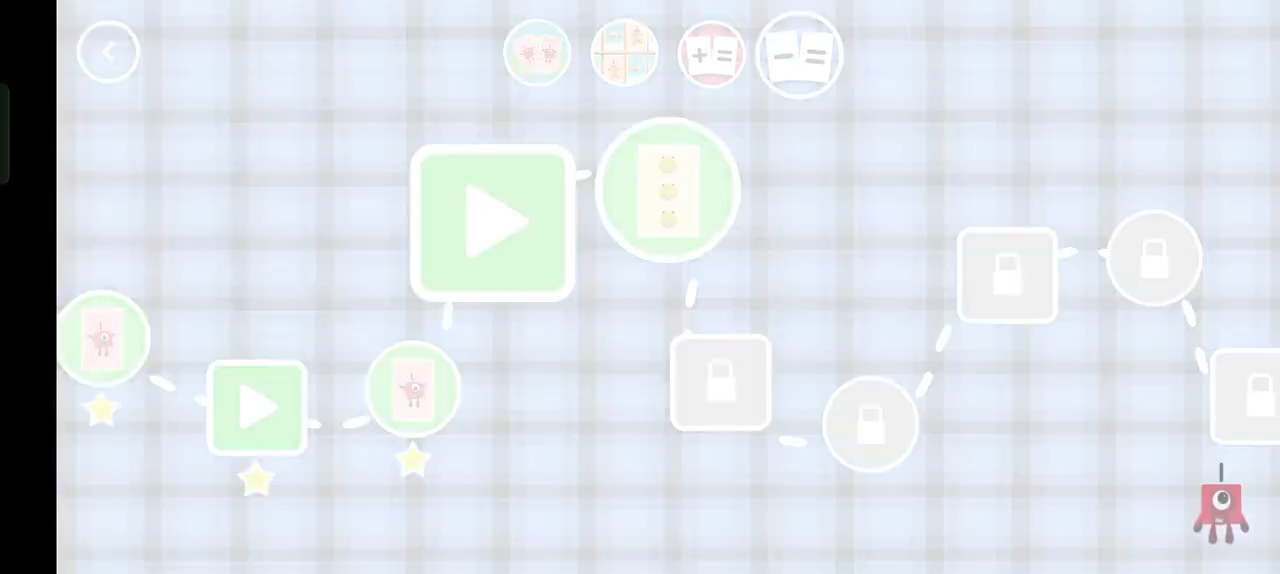 + =
- =